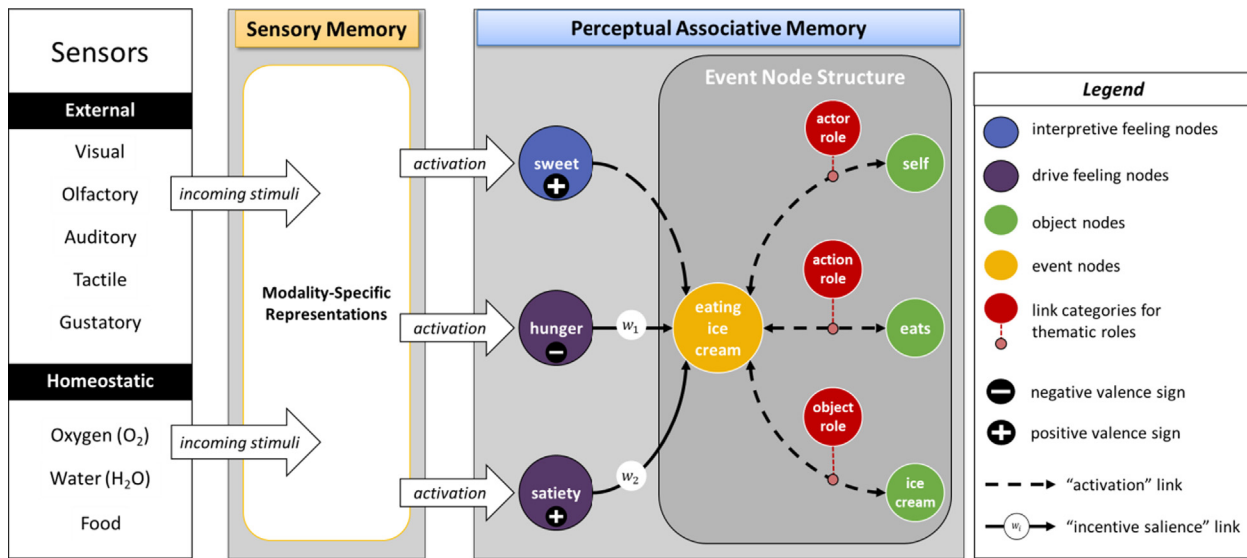 Sensors
External
Visual
Olfactory
Auditory
Tactile
Gustatory
Homeostatic
Oxygen (O₂)
Water (H₂O)
Food
incoming stimuli
incoming stimuli
Sensory Memory
Modality-Specific
Representations
activation
activation
activation
Perceptual Associative Memory
Event Node Structure
sweet
+
hunger
−
satiety
+
w₁
w₂
eating
ice
cream
actor
role
self
action
role
eats
object
role
ice
cream
Legend
interpretive feeling nodes
drive feeling nodes
object nodes
event nodes
link categories for
thematic roles
− negative valence sign
+ positive valence sign
“activation” link
wᵢ “incentive salience” link